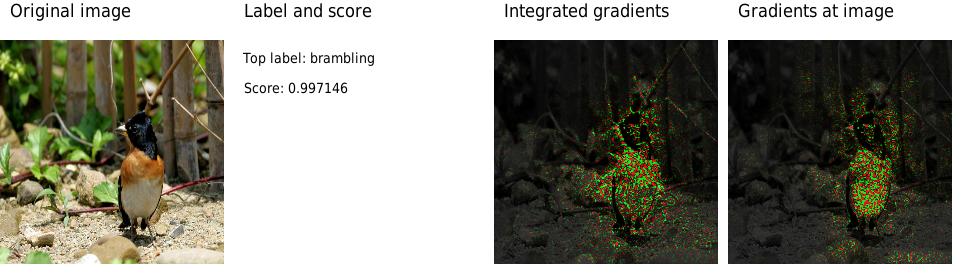 Original image
Label and score
Integrated gradients
Gradients at image
Top label: brambling
Score: 0.997146